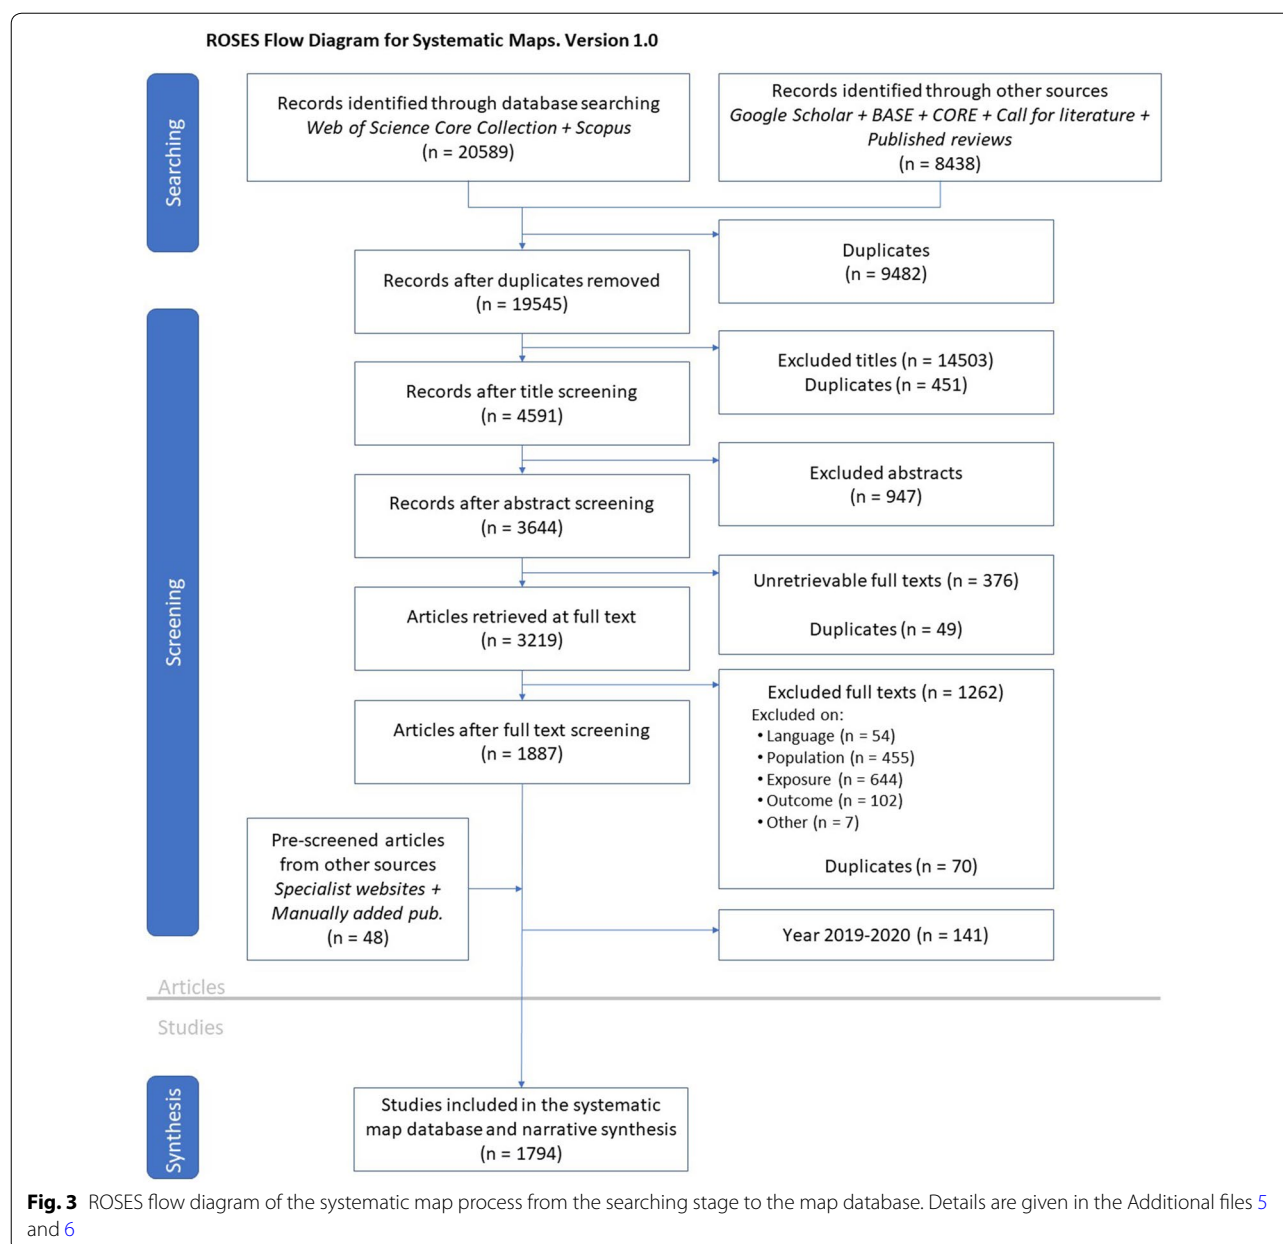 ROSES Flow Diagram for Systematic Maps. Version 1.0
Searching
Records identified through database searching
Web of Science Core Collection + Scopus
(n = 20589)
Records identified through other sources
Google Scholar + BASE + CORE + Call for literature +
Published reviews
(n = 8438)
Duplicates
(n = 9482)
Records after duplicates removed
(n = 19545)
Screening
Excluded titles (n = 14503)
Duplicates (n = 451)
Records after title screening
(n = 4591)
Excluded abstracts
(n = 947)
Records after abstract screening
(n = 3644)
Unretrievable full texts (n = 376)
Duplicates (n = 49)
Articles retrieved at full text
(n = 3219)
Excluded full texts (n = 1262)
Excluded on:
• Language (n = 54)
• Population (n = 455)
• Exposure (n = 644)
• Outcome (n = 102)
• Other (n = 7)
Duplicates (n = 70)
Articles after full text screening
(n = 1887)
Pre-screened articles
from other sources
Specialist websites +
Manually added pub.
(n = 48)
Year 2019-2020 (n = 141)
Articles
Studies
Synthesis
Studies included in the systematic
map database and narrative synthesis
(n = 1794)
Fig. 3 ROSES flow diagram of the systematic map process from the searching stage to the map database. Details are given in the Additional files 5
and 6